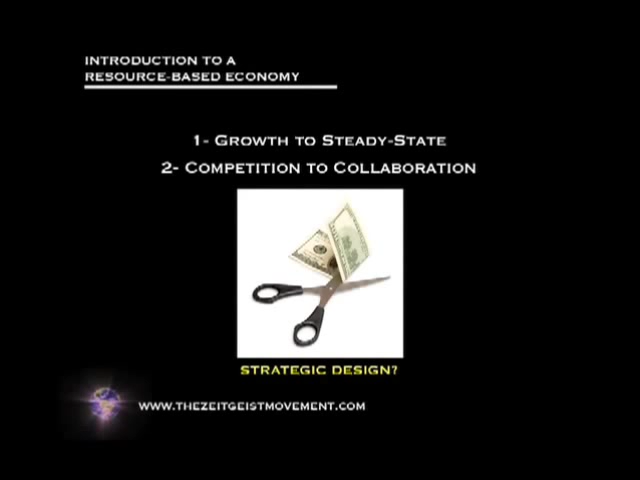 INTRODUCTION TO A
RESOURCE-BASED ECONOMY
1- GROWTH TO STEADY-STATE
2- COMPETITION TO COLLABORATION
STRATEGIC DESIGN?
WWW.THEZEITGEISTMOVEMENT.COM